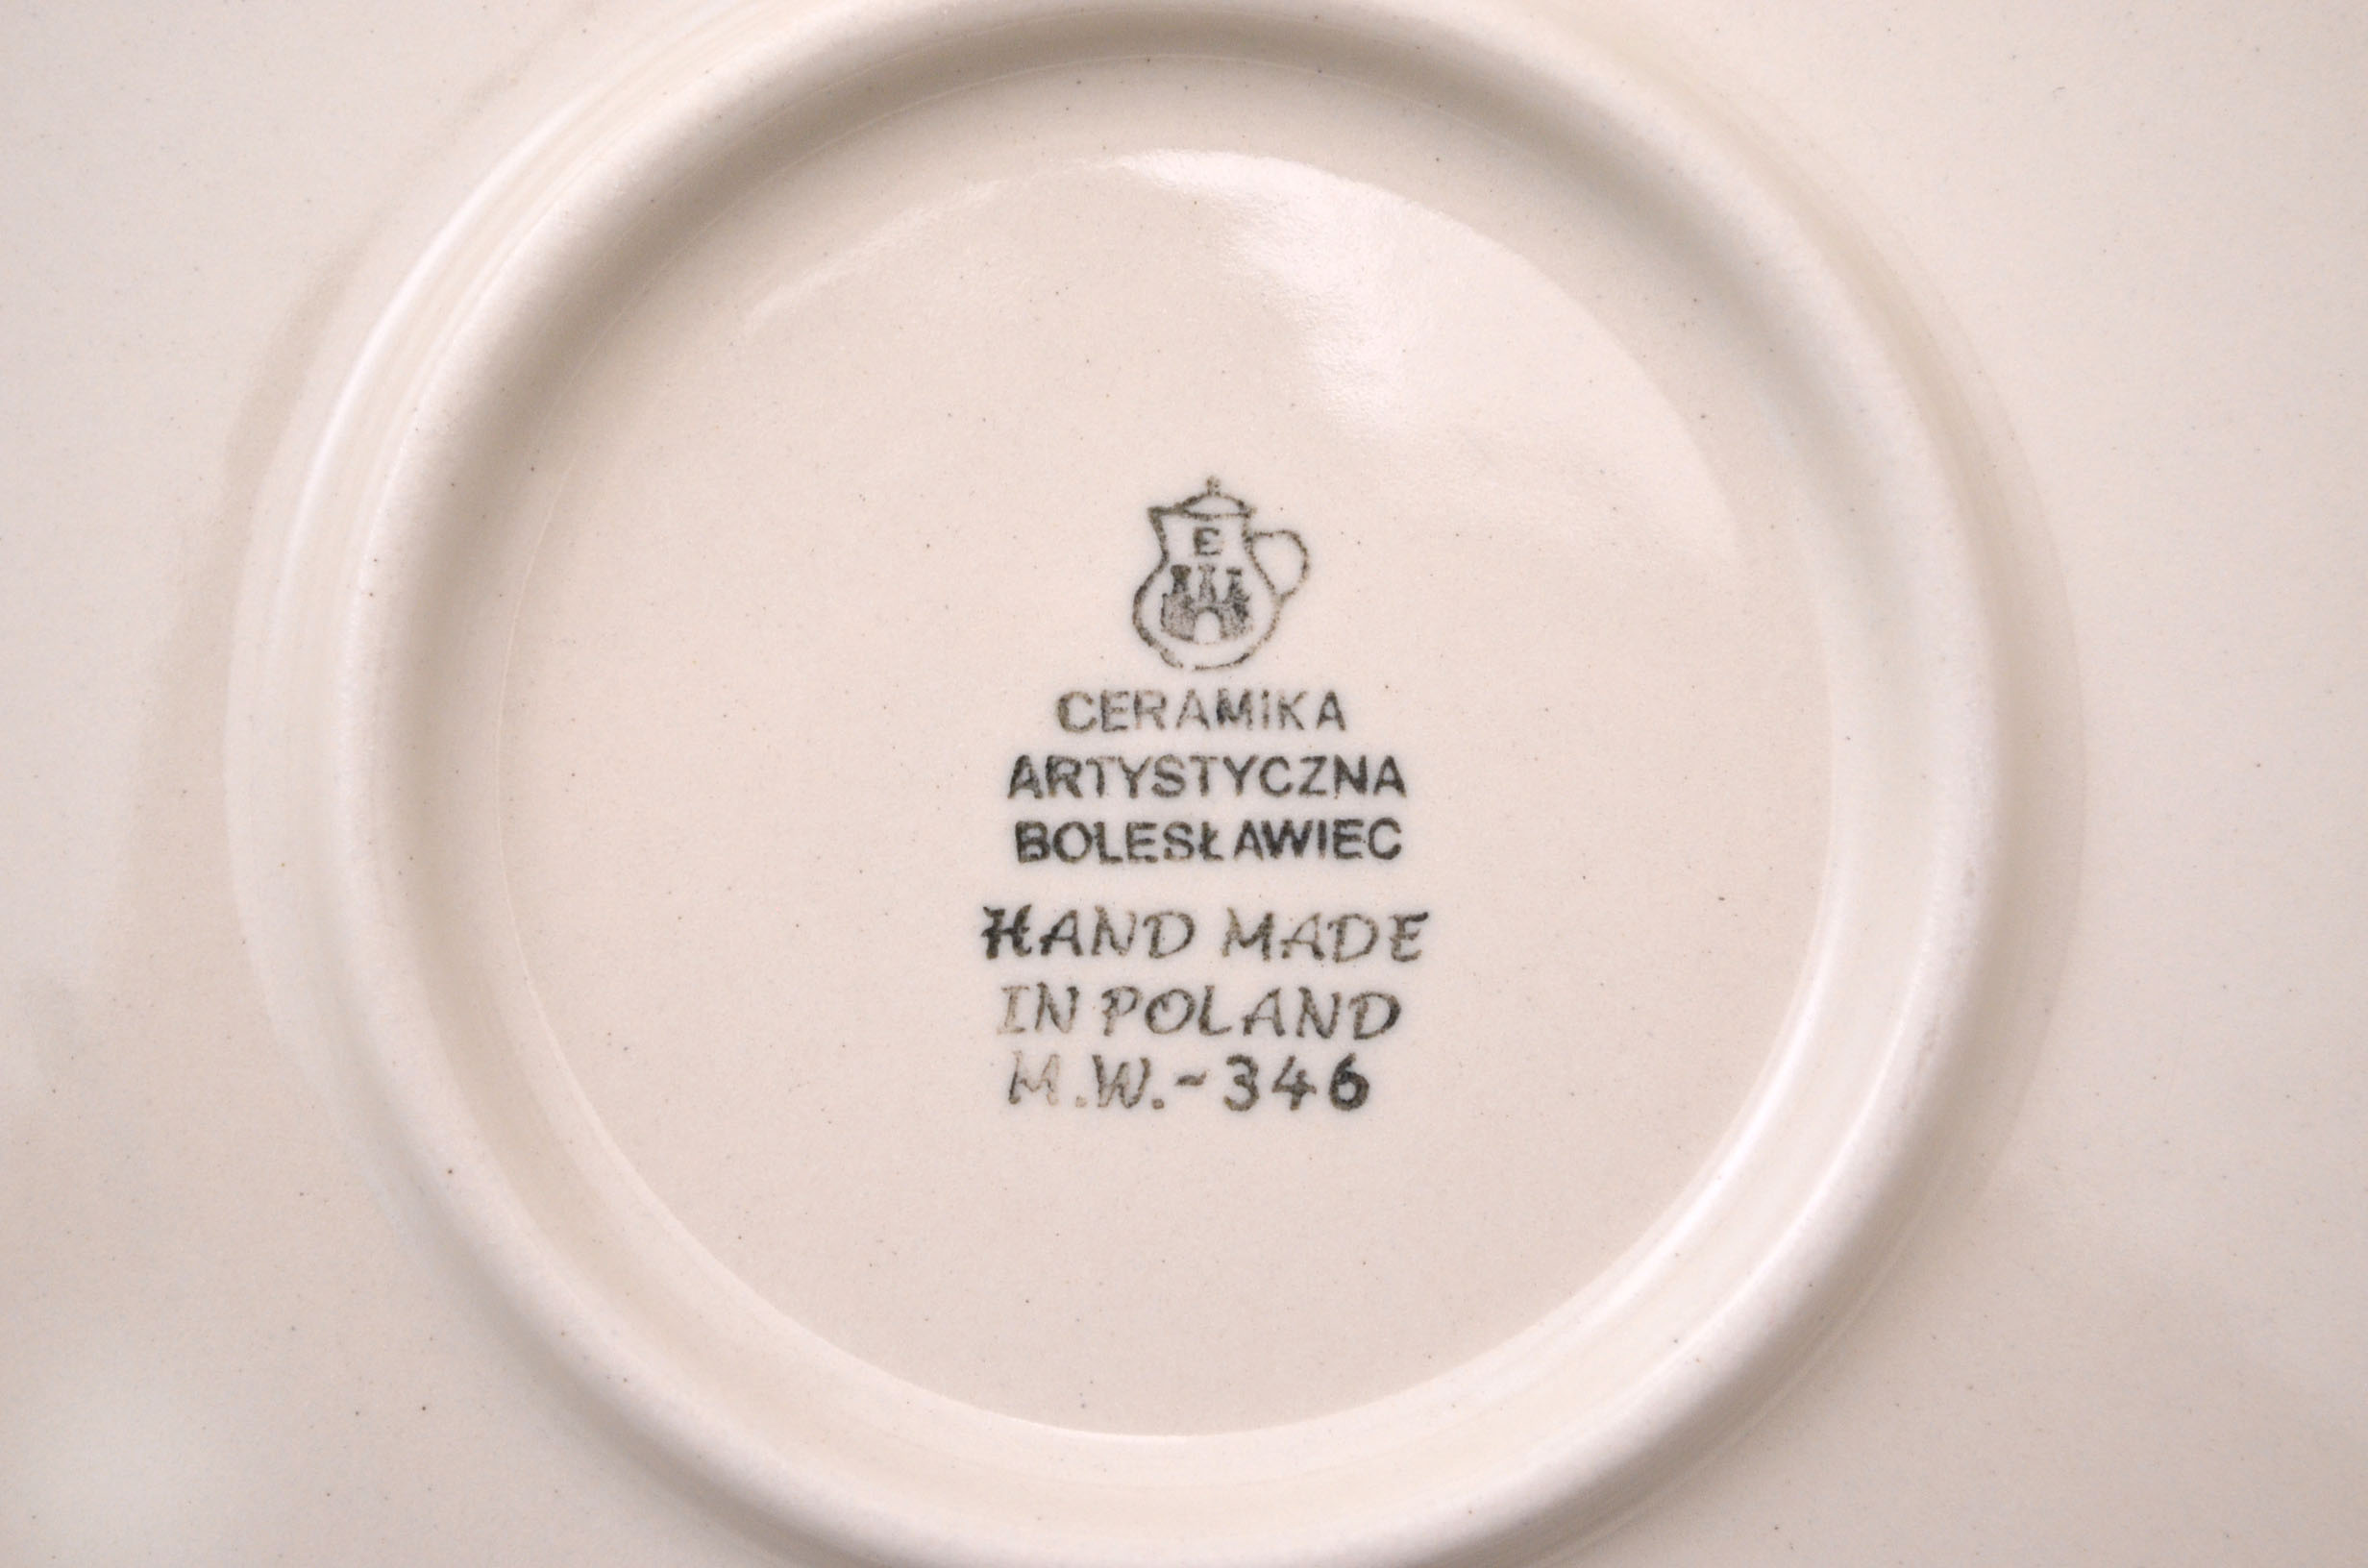 E
CERAMIKA
ARTYSTYCZNA
BOLESŁAWIEC
HAND MADE
IN POLAND
M.W.-346